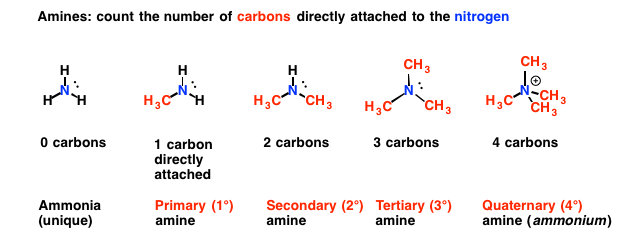 Amines: count the number of carbons directly attached to the nitrogen
H
N
H
H
H
N
H3C
H
H
N
H3C
CH3
CH3
N
H3C
CH3
CH3
N
⊕
H3C
CH3
CH3
0 carbons
1 carbon
directly
attached
2 carbons
3 carbons
4 carbons
Ammonia
(unique)
Primary (1°)
amine
Secondary (2°)
amine
Tertiary (3°)
amine
Quaternary (4°)
amine (ammonium)